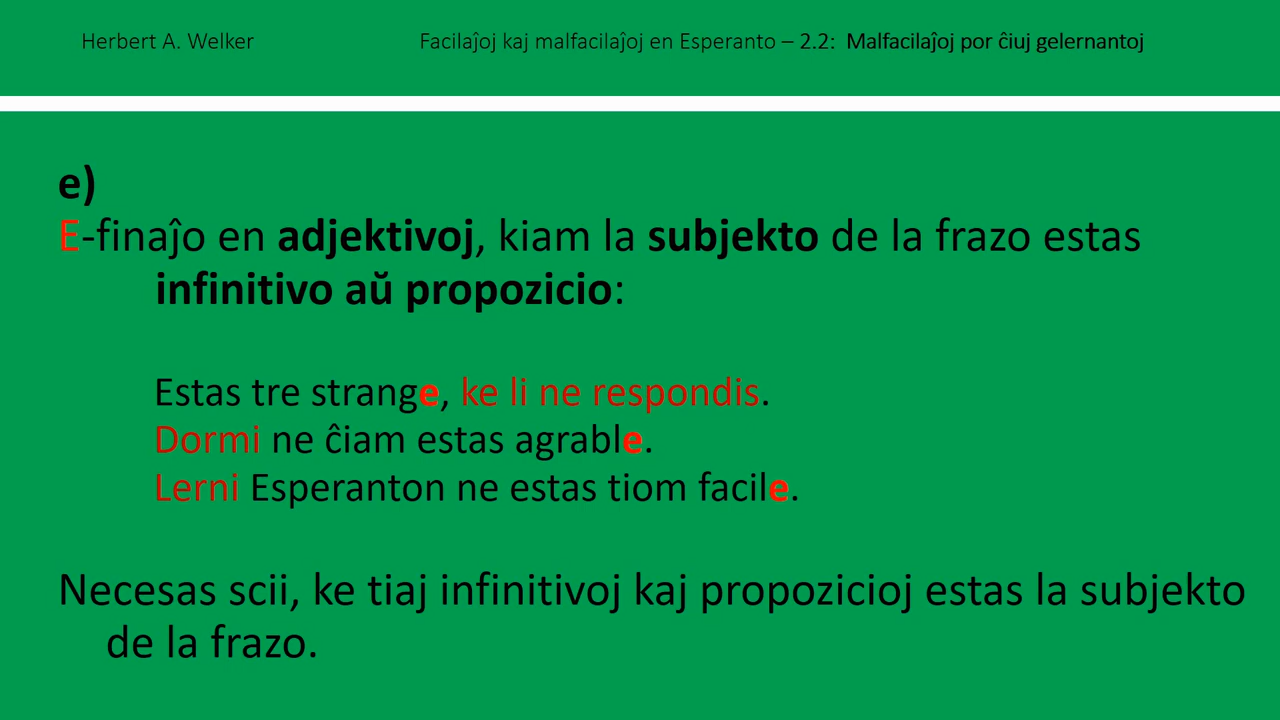 Herbert A. Welker Facilaĵoj kaj malfacilaĵoj en Esperanto – 2.2: Malfacilaĵoj por ĉiuj gelernantoj
e)
E-finaĵo en adjektivoj, kiam la subjekto de la frazo estas
infinitivo aŭ propozicio:
Estas tre strange, ke li ne respondis.
Dormi ne ĉiam estas agrable.
Lerni Esperanton ne estas tiom facile.
Necesas scii, ke tiaj infinitivoj kaj propozicioj estas la subjekto
de la frazo.